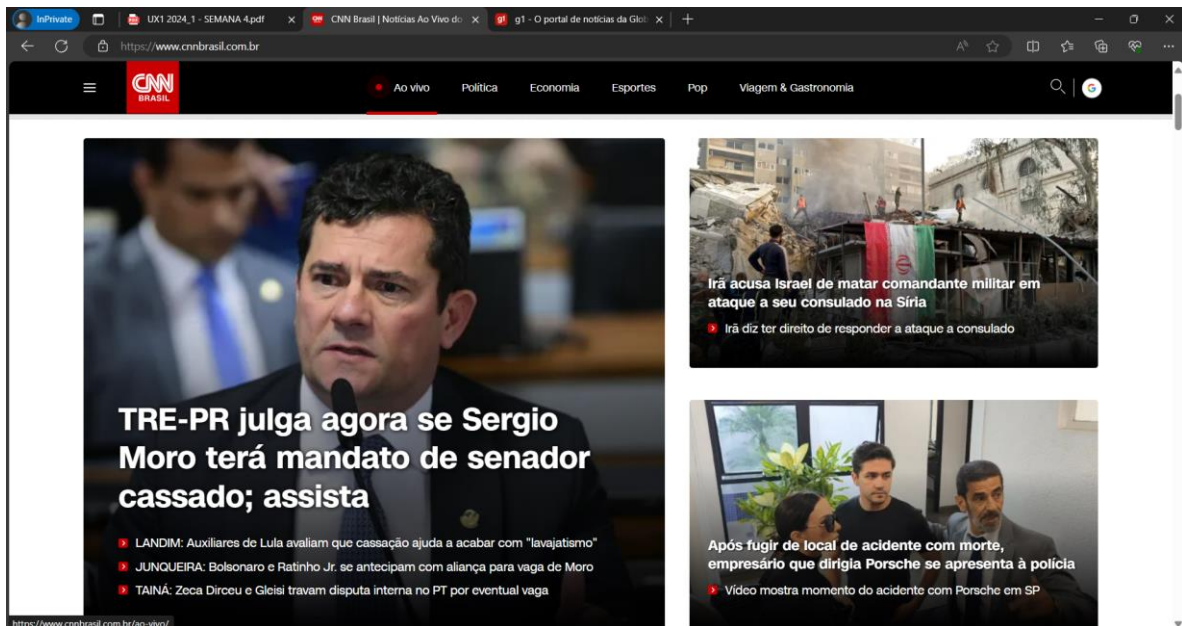 InPrivate
UX1 2024_1 - SEMANA 4.pdf
CNN Brasil | Notícias Ao Vivo do
g1
g1 - O portal de notícias da Glob
https://www.cnnbrasil.com.br
CNN
BRASIL
Ao vivo Política Economia Esportes Pop Viagem & Gastronomia
TRE-PR julga agora se Sergio
Moro terá mandato de senador
cassado; assista
LANDIM: Auxiliares de Lula avaliam que cassação ajuda a acabar com "lavajatismo"
JUNQUEIRA: Bolsonaro e Ratinho Jr. se antecipam com aliança para vaga de Moro
TAINÁ: Zeca Dirceu e Gleisi travam disputa interna no PT por eventual vaga
Irã acusa Israel de matar comandante militar em
ataque a seu consulado na Síria
Irã diz ter direito de responder a ataque a consulado
Após fugir de local de acidente com morte,
empresário que dirigia Porsche se apresenta à polícia
Vídeo mostra momento do acidente com Porsche em SP
https://www.cnnbrasil.com.br/ao-vivo/